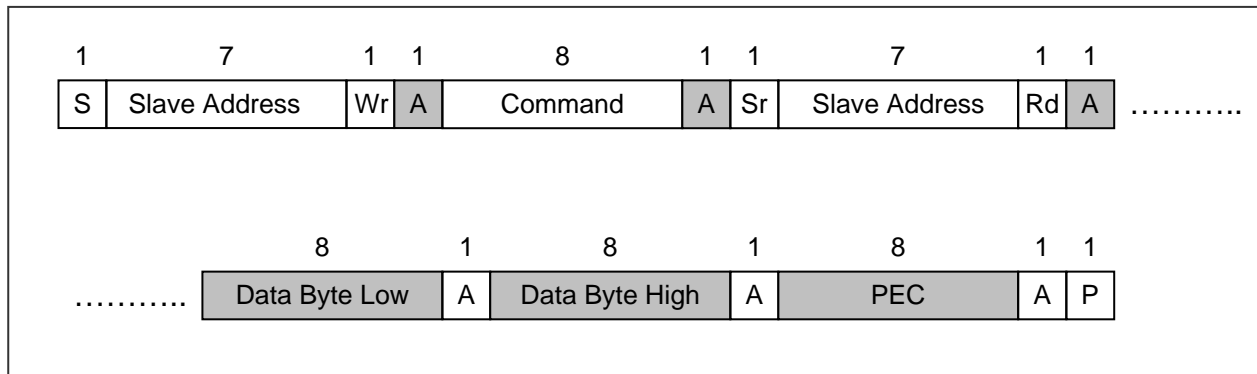 1 7 1 1 8 1 1 7 1 1
S Slave Address Wr A Command A Sr Slave Address Rd A ………..
8 1 8 1 8 1 1
……….. Data Byte Low A Data Byte High A PEC A P